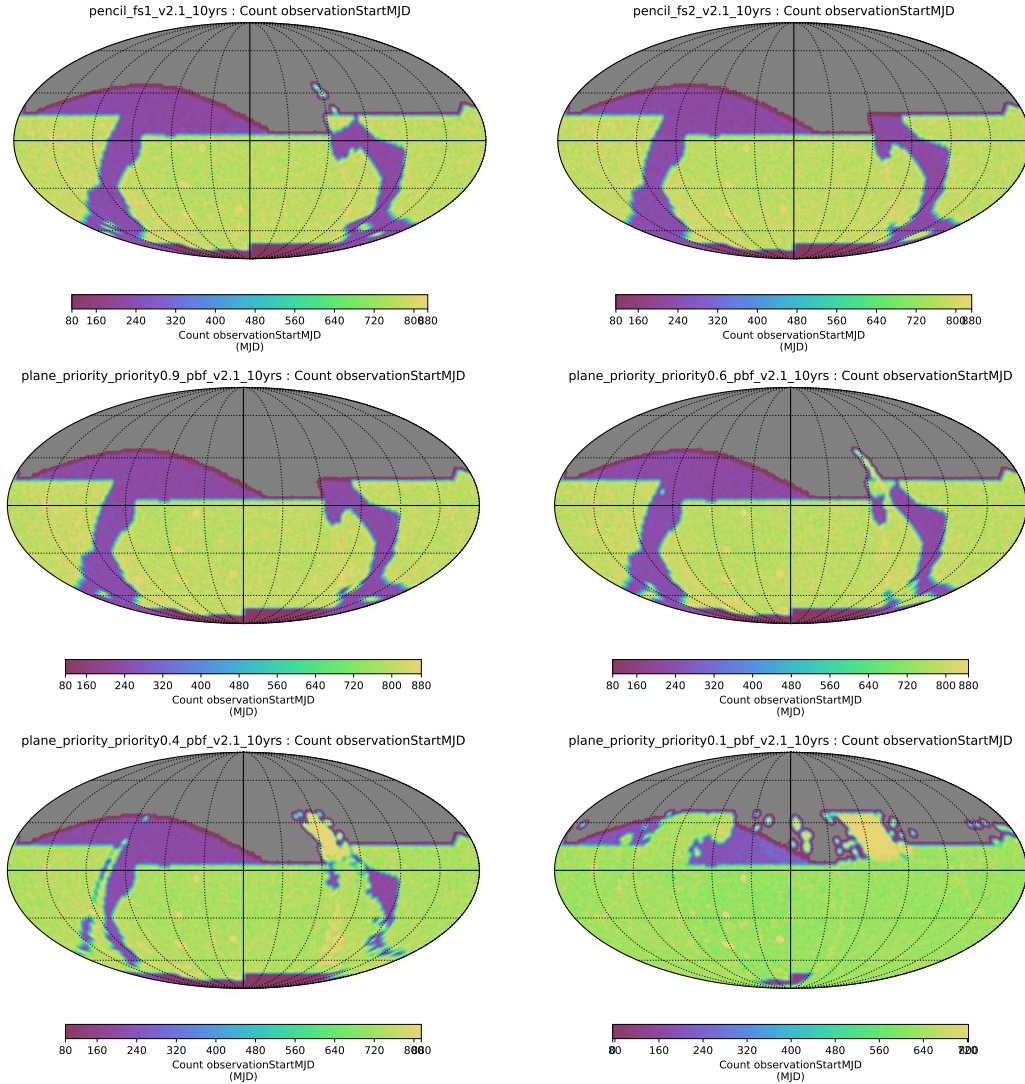 pencil_fs1_v2.1_10yrs : Count observationStartMJD
pencil_fs2_v2.1_10yrs : Count observationStartMJD
80 160 240 320 400 480 560 640 720 800 880
Count observationStartMJD
(MJD)
80 160 240 320 400 480 560 640 720 800 880
Count observationStartMJD
(MJD)
plane_priority_priority0.9_pbf_v2.1_10yrs : Count observationStartMJD
plane_priority_priority0.6_pbf_v2.1_10yrs : Count observationStartMJD
80 160 240 320 400 480 560 640 720 800 880
Count observationStartMJD
(MJD)
80 160 240 320 400 480 560 640 720 800 880
Count observationStartMJD
(MJD)
plane_priority_priority0.4_pbf_v2.1_10yrs : Count observationStartMJD
plane_priority_priority0.1_pbf_v2.1_10yrs : Count observationStartMJD
80 160 240 320 400 480 560 640 720
Count observationStartMJD
(MJD)
160 240 320 400 480 560 640
Count observationStartMJD
(MJD)